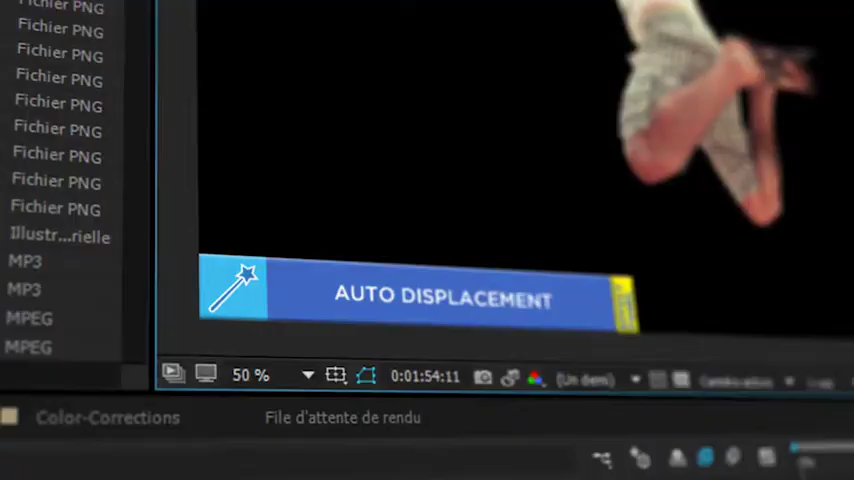 Fichier PNG
Fichier PNG
Fichier PNG
Fichier PNG
Fichier PNG
Fichier PNG
Fichier PNG
Fichier PNG
Fichier PNG
Illustr...rielle
MP3
MP3
MPEG
MPEG
AUTO DISPLACEMENT
50 %
0:01:54:11
(Un demi)
Color-Corrections
File d'attente de rendu